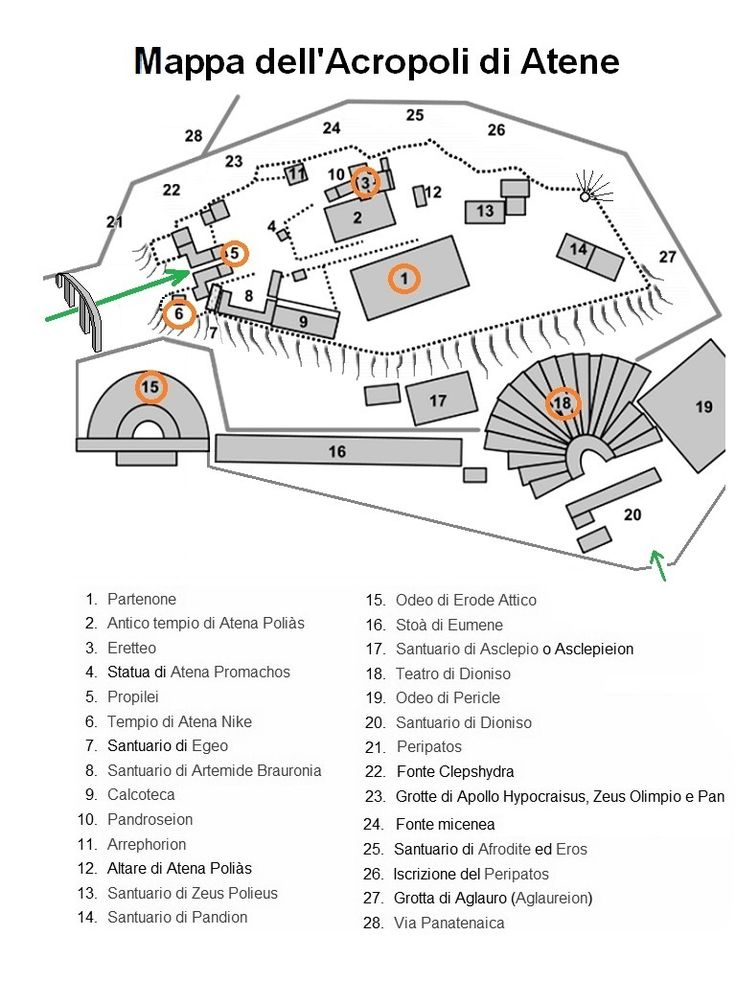 Mappa dell'Acropoli di Atene
25
24
26
28
23
11
10
3
22
12
2
13
21
4
5
14
27
1
8
6
9
7
15
17
18
19
16
20
1. Partenone
2. Antico tempio di Atena Poliàs
3. Eretteo
4. Statua di Atena Promachos
5. Propilei
6. Tempio di Atena Nike
7. Santuario di Egeo
8. Santuario di Artemide Brauronia
9. Calcoteca
10. Pandroseion
11. Arrephorion
12. Altare di Atena Poliàs
13. Santuario di Zeus Polieus
14. Santuario di Pandion
15. Odeo di Erode Attico
16. Stoà di Eumene
17. Santuario di Asclepio o Asclepieion
18. Teatro di Dioniso
19. Odeo di Pericle
20. Santuario di Dioniso
21. Peripatos
22. Fonte Clepshydra
23. Grotte di Apollo Hypocraisus, Zeus Olimpio e Pan
24. Fonte micenea
25. Santuario di Afrodite ed Eros
26. Iscrizione del Peripatos
27. Grotta di Aglauro (Aglaureion)
28. Via Panatenaica